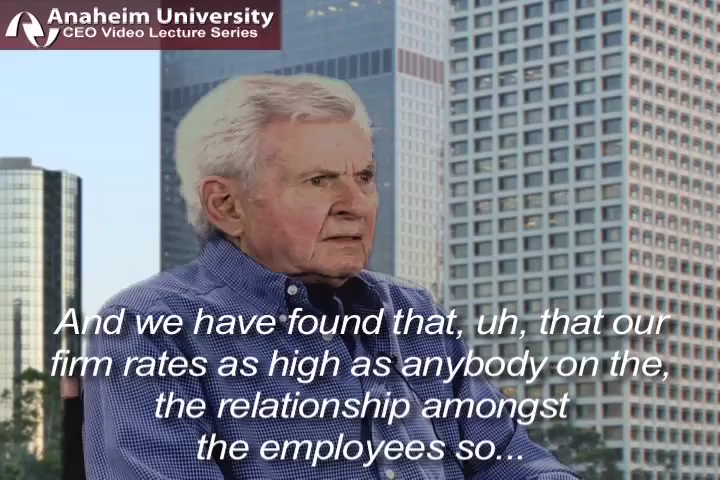 Anaheim University
CEO Video Lecture Series
And we have found that, uh, that our
firm rates as high as anybody on the,
the relationship amongst
the employees so...